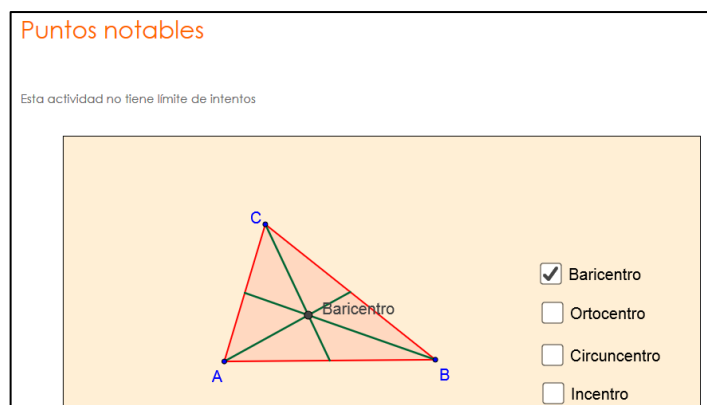 Puntos notables
Esta actividad no tiene límite de intentos
C
Baricentro
A
B
Baricentro
Ortocentro
Circuncentro
Incentro